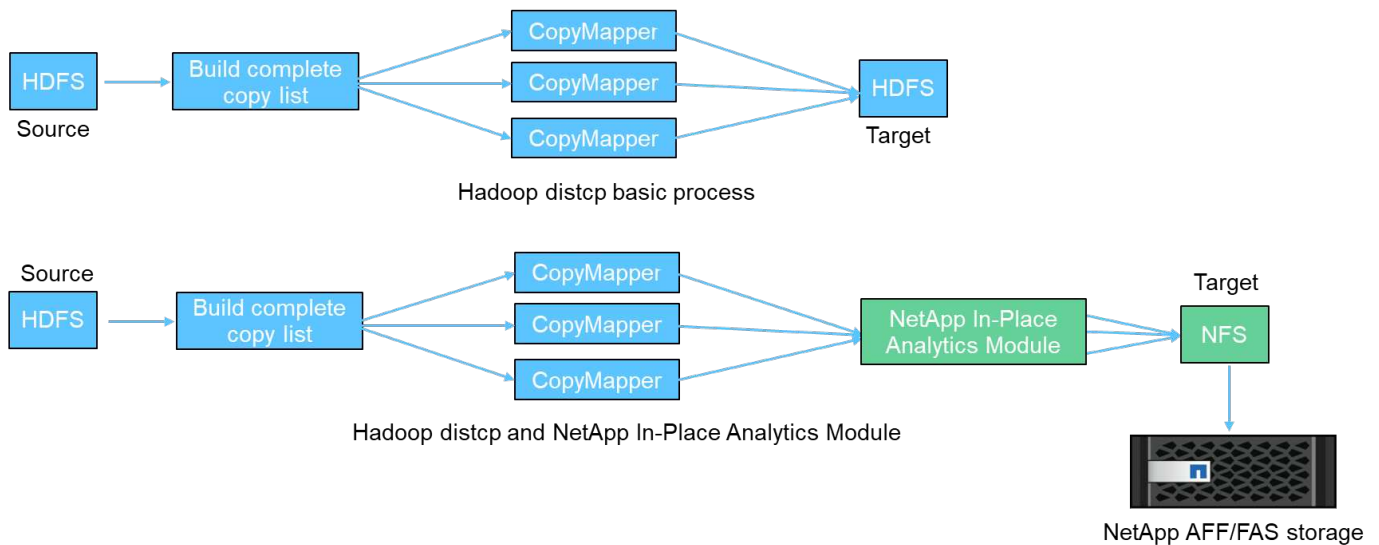 HDFS
Source
Build complete
copy list
CopyMapper
CopyMapper
CopyMapper
HDFS
Target
Hadoop distcp basic process
Source
HDFS
Build complete
copy list
CopyMapper
CopyMapper
CopyMapper
NetApp In-Place
Analytics Module
Target
NFS
Hadoop distcp and NetApp In-Place Analytics Module
NetApp AFF/FAS storage